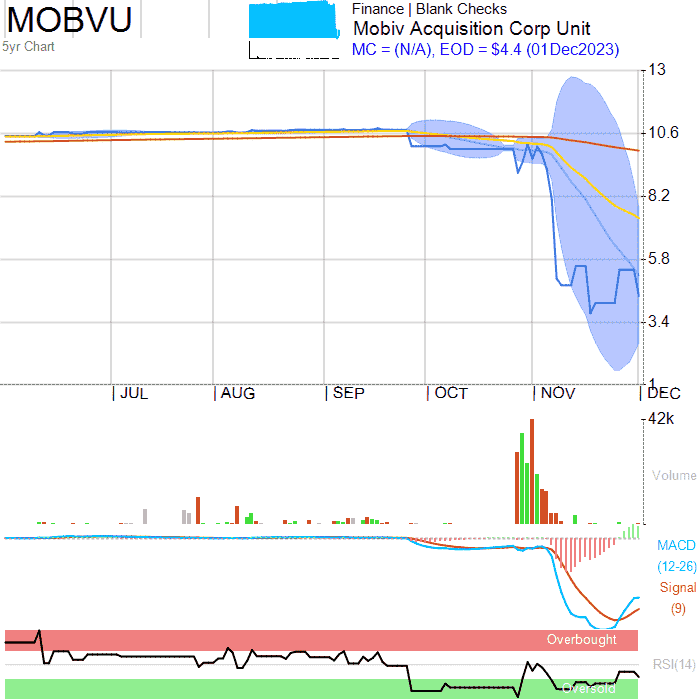 MOBVU
Finance | Blank Checks
Mobiv Acquisition Corp Unit
5yr Chart
MC = (N/A), EOD = $4.4 (01Dec2023)
13
10.6
8.2
5.8
3.4
1
JUL
AUG
SEP
OCT
NOV
DEC
42k
Volume
MACD
(12-26)
Signal
(9)
Overbought
RSI(14)
Oversold